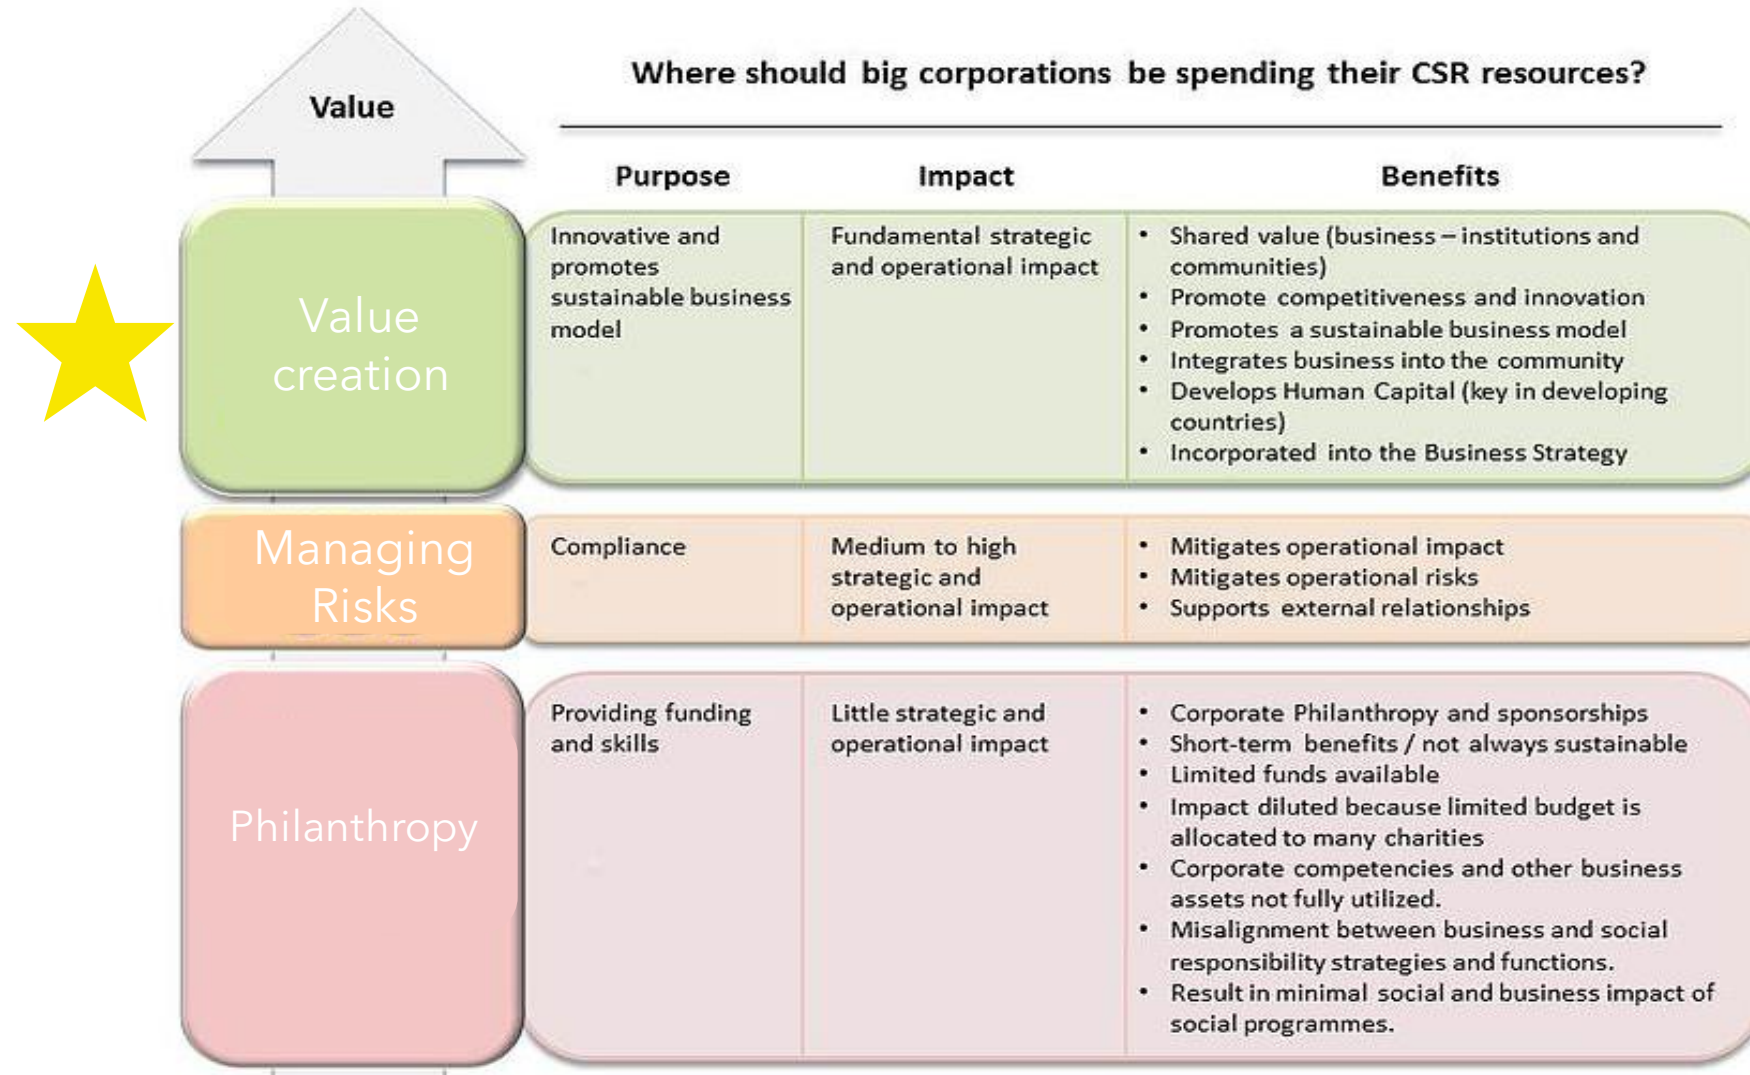 Value
Where should big corporations be spending their CSR resources?
Purpose
Impact
Benefits
Value
creation
Innovative and
promotes
sustainable business
model
Fundamental strategic
and operational impact
• Shared value (business – institutions and
communities)
• Promote competitiveness and innovation
• Promotes a sustainable business model
• Integrates business into the community
• Develops Human Capital (key in developing
countries)
• Incorporated into the Business Strategy
Managing
Risks
Compliance
Medium to high
strategic and
operational impact
• Mitigates operational impact
• Mitigates operational risks
• Supports external relationships
Philanthropy
Providing funding
and skills
Little strategic and
operational impact
• Corporate Philanthropy and sponsorships
• Short-term benefits / not always sustainable
• Limited funds available
• Impact diluted because limited budget is
allocated to many charities
• Corporate competencies and other business
assets not fully utilized.
• Misalignment between business and social
responsibility strategies and functions.
• Result in minimal social and business impact of
social programmes.